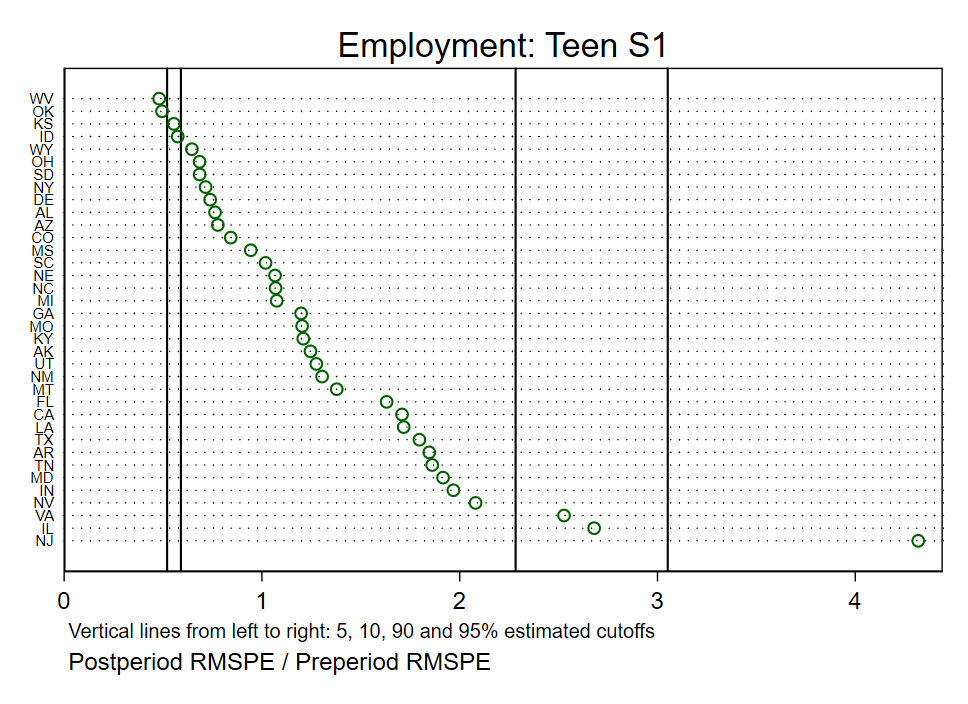 Employment: Teen S1
WV
OK
KS
ID
WY
OH
SD
NY
DE
AL
AZ
CO
MS
SC
NE
NC
MI
GA
MO
KY
AK
UT
NM
MT
FL
CA
LA
TX
AR
TN
MD
IN
NV
VA
IL
NJ
0 1 2 3 4
Vertical lines from left to right: 5, 10, 90 and 95% estimated cutoffs
Postperiod RMSPE / Preperiod RMSPE